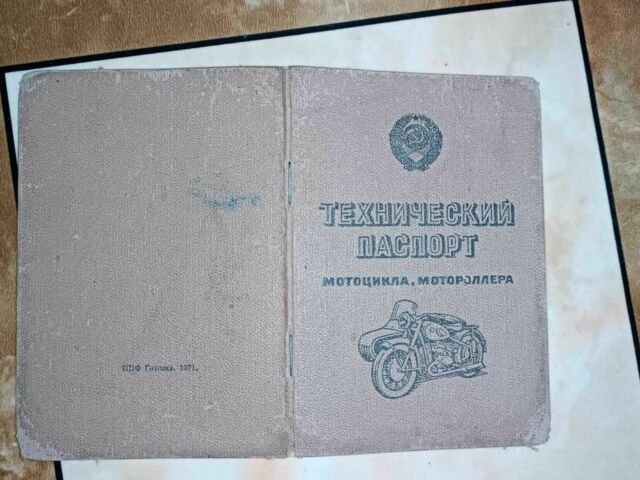 ТЕХНИЧЕСКИЙ
ПАСПОРТ
МОТОЦИКЛА, МОТОРОЛЛЕРА
ППФ Гознака. 1971.